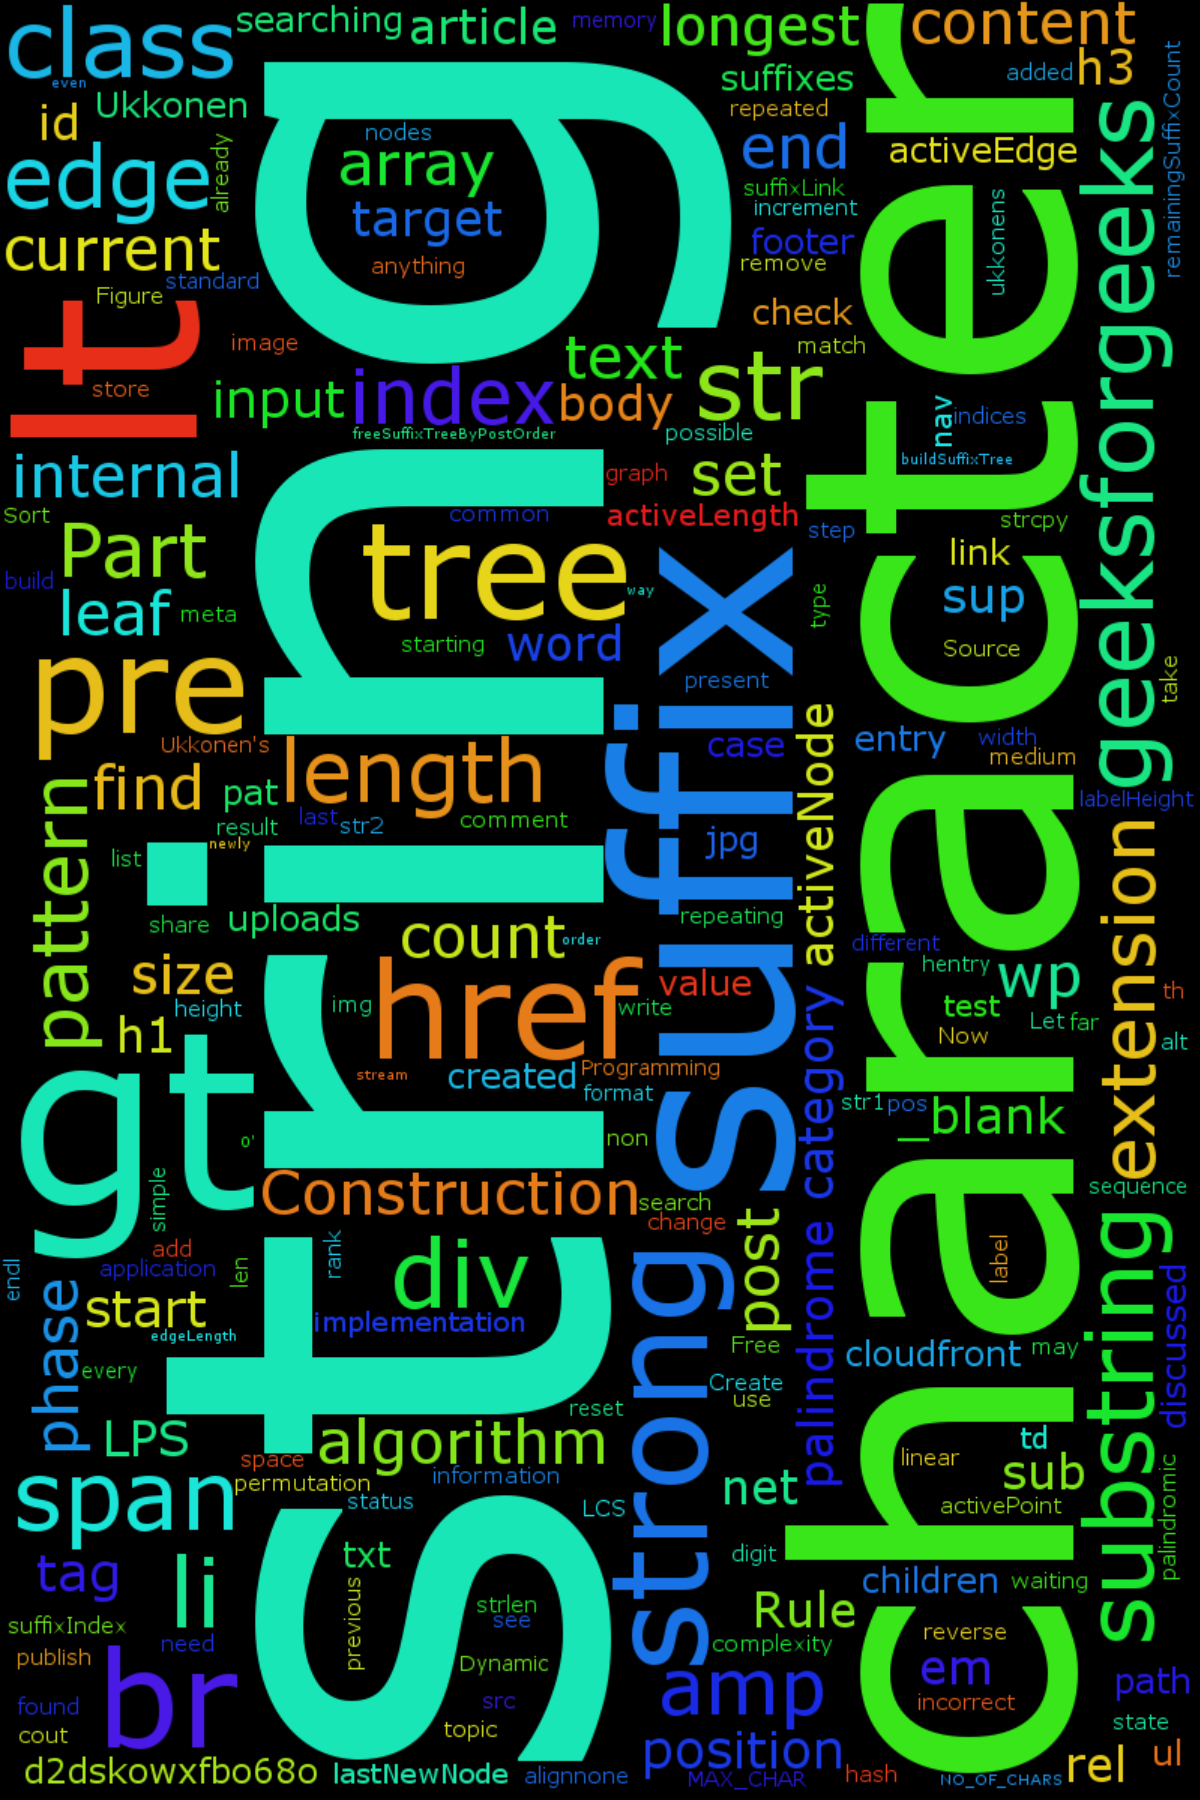 class
searching
article
memory
longest
content
even
Ukkonen
suffixes
added
h3
id
nodes
repeated
already
array
end
activeEdge
remainingSuffixCount
edge
target
suffixLink
increment
ukkonens
geeksforgeeks
current
anything
footer
remove
standard
Figure
lt
image
check
match
store
text
input
index
body
str
freeSuffixTreeByPostOrder
possible
nav
indices
buildSuffixTree
internal
graph
set
Sort
common
activeLength
step
strcpy
Part
tree
link
build
way
type
leaf
meta
sup
starting
word
Source
suffix
pre
present
take
Ukkonen's
case
entry
width
medium
find
length
activeNode
labelHeight
pat
pattern
result
last
str2
comment
jpg
newly
list
string
character
extension
share
uploads
repeating
count
order
different
hentry
size
href
value
wp
th
height
img
write
test
h1
Let
far
Now
alt
gt
stream
created
Programming
format
str1
pos
_blank
o'
non
simple
Construction
search
sequence
change
palindrome
category
add
rank
post
label
application
len
endl
div
strong
substring
discussed
phase
start
implementation
edgeLength
Free
cloudfront
may
every
Create
use
LPS
reset
algorithm
td
space
linear
permutation
information
sub
span
status
LCS
net
activePoint
palindromic
txt
digit
tag
li
previous
children
waiting
strlen
see
Rule
suffixIndex
need
complexity
reverse
publish
Dynamic
em
br
amp
path
found
src
incorrect
cout
topic
state
position
ul
d2dskowxfbo68o
lastNewNode
alignnone
MAX_CHAR
hash
NO_OF_CHARS
rel